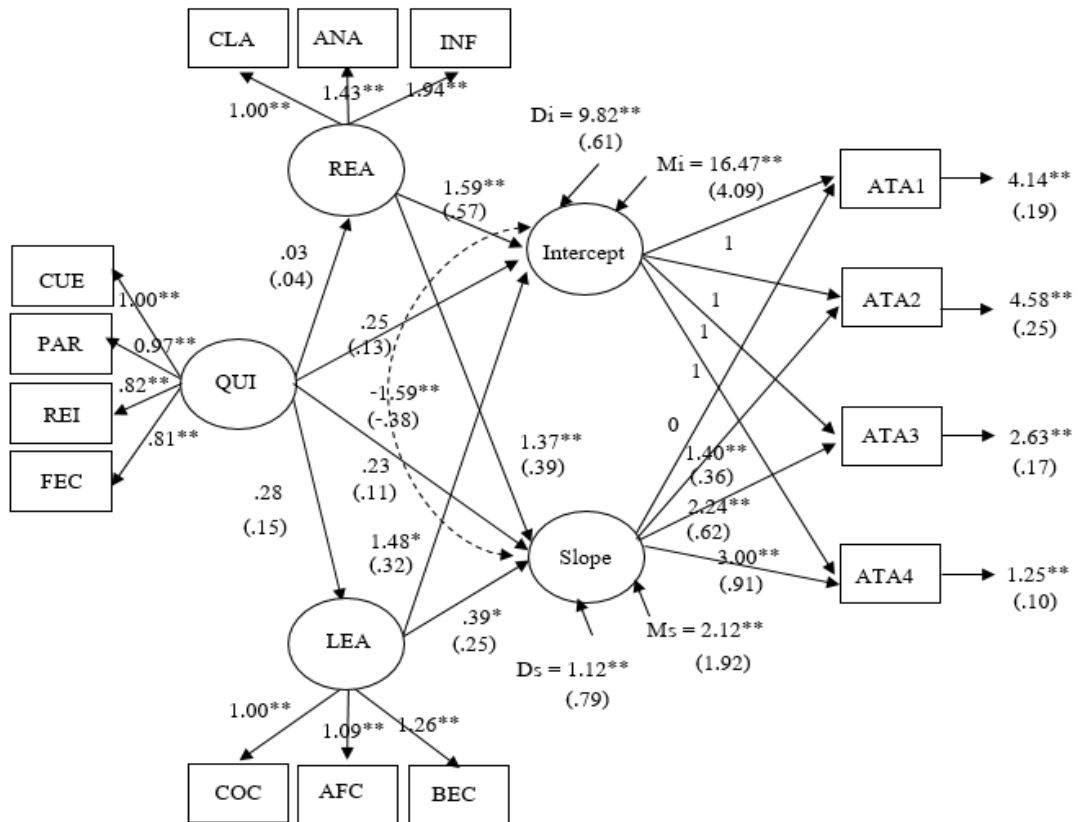 CLA
ANA
INF
1.00**
1.43**
1.94**
REA
Di = 9.82**
(.61)
Mi = 16.47**
(4.09)
1.59**
(.57)
Intercept
ATA1
4.14**
(.19)
.03
(.04)
CUE
1.00**
PAR
0.97**
REI
.82**
FEC
.81**
QUI
.25
(.13)
1
1
1
ATA2
4.58**
(.25)
-1.59**
(-.38)
0
ATA3
2.63**
(.17)
1.37**
(.39)
1.40**
(.36)
.23
(.11)
2.24**
(.62)
.28
(.15)
1.48*
(.32)
Slope
3.00**
(.91)
ATA4
1.25**
(.10)
LEA
.39*
(.25)
Ms = 2.12**
(1.92)
Ds = 1.12**
(.79)
1.00**
1.09**
1.26**
COC
AFC
BEC